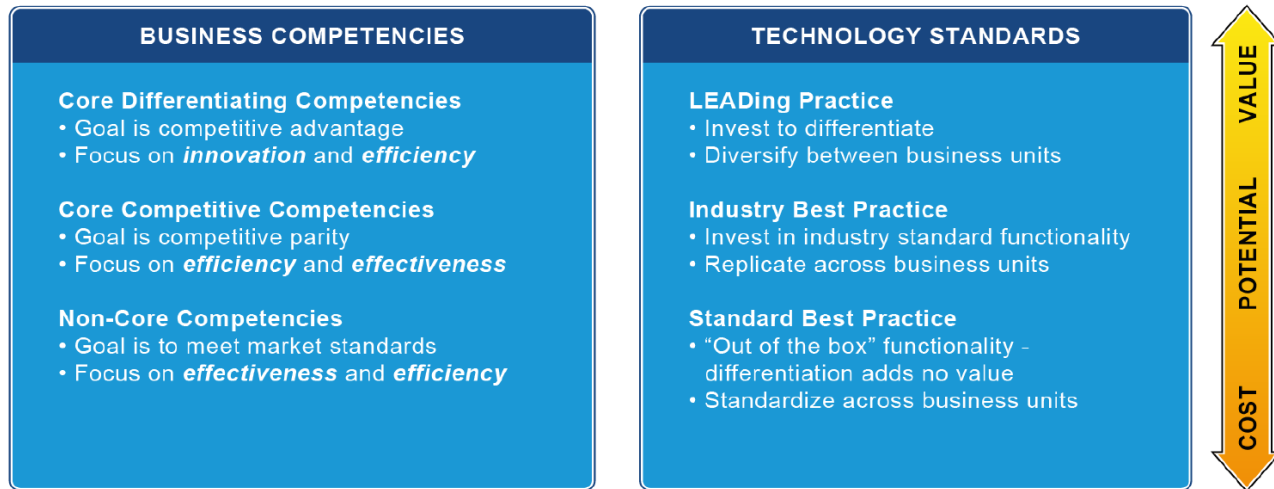 BUSINESS COMPETENCIES
Core Differentiating Competencies
• Goal is competitive advantage
• Focus on innovation and efficiency
Core Competitive Competencies
• Goal is competitive parity
• Focus on efficiency and effectiveness
Non-Core Competencies
• Goal is to meet market standards
• Focus on effectiveness and efficiency
TECHNOLOGY STANDARDS
LEADing Practice
• Invest to differentiate
• Diversify between business units
Industry Best Practice
• Invest in industry standard functionality
• Replicate across business units
Standard Best Practice
• “Out of the box” functionality -
differentiation adds no value
• Standardize across business units
COST POTENTIAL VALUE